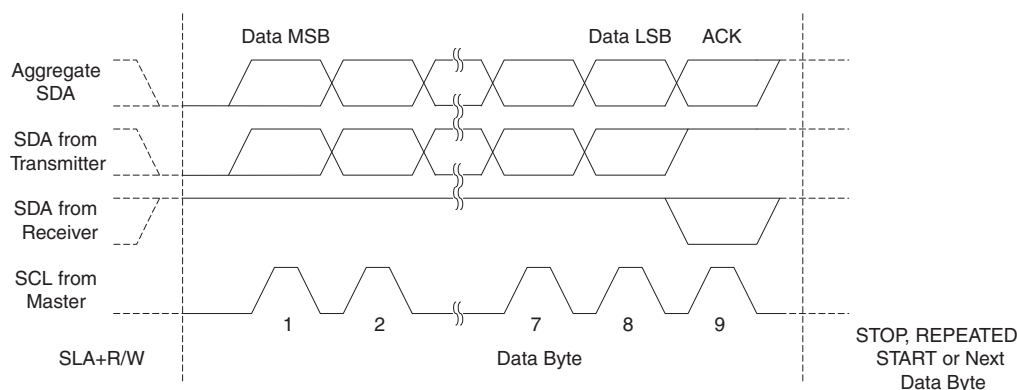 Data MSB
Data LSB
ACK
Aggregate
SDA
SDA from
Transmitter
SDA from
Receiver
SCL from
Master
1
2
7
8
9
SLA+R/W
Data Byte
STOP, REPEATED
START or Next
Data Byte